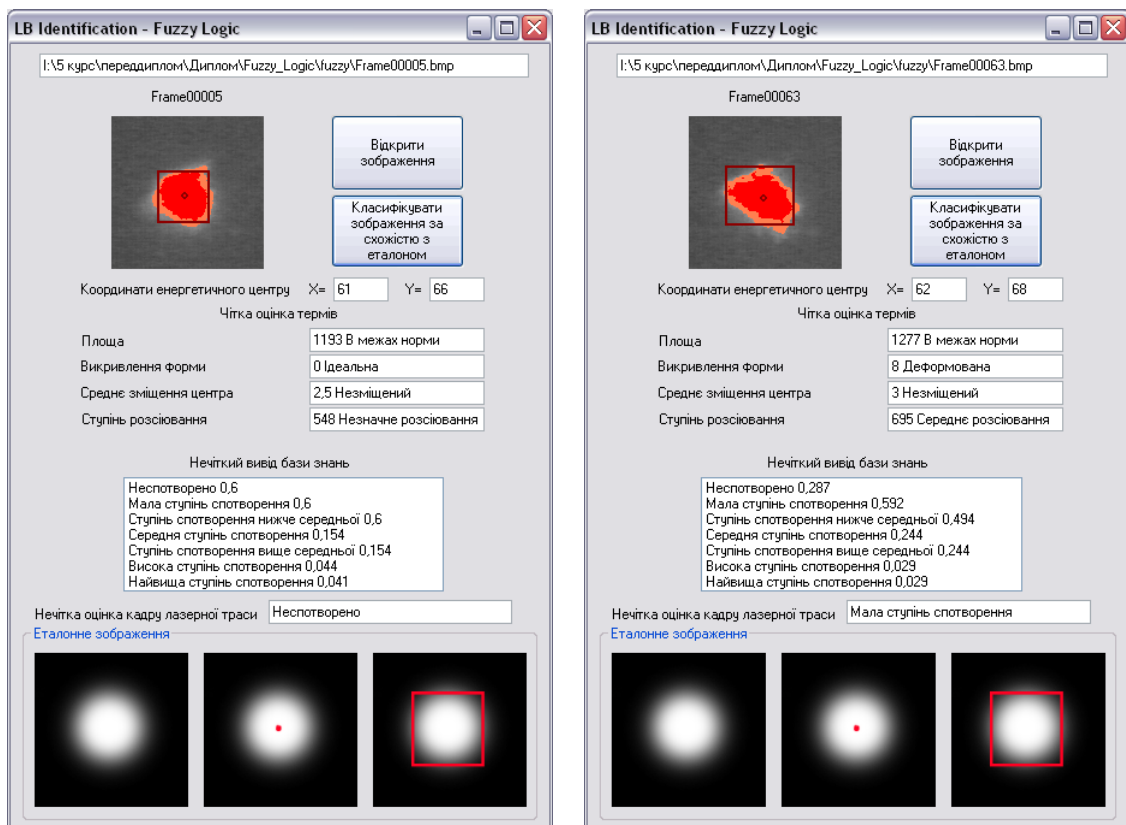 LB Identification - Fuzzy Logic
I:\5 курс\переддиплом\Диплом\Fuzzy_Logic\fuzzy\Frame00005.bmp
Frame00005
Відкрити
зображення
Класифікувати
зображення за
схожістю з
еталоном
Координати енергетичного центру X= 61 Y= 66
Чітка оцінка термів
Площа 1193 В межах норми
Викривлення форми 0 Ідеальна
Среднє зміщення центра 2,5 Незміщений
Ступінь розсіювання 548 Незначне розсіювання
Нечіткий вивід бази знань
Неспотворено 0,6
Мала ступінь спотворення 0,6
Ступінь спотворення нижче середньої 0,6
Середня ступінь спотворення 0,154
Ступінь спотворення вище середньої 0,154
Висока ступінь спотворення 0,044
Найвища ступінь спотворення 0,041
Нечітка оцінка кадру лазерної траси Неспотворено
Еталонне зображення
LB Identification - Fuzzy Logic
I:\5 курс\переддиплом\Диплом\Fuzzy_Logic\fuzzy\Frame00063.bmp
Frame00063
Відкрити
зображення
Класифікувати
зображення за
схожістю з
еталоном
Координати енергетичного центру X= 62 Y= 68
Чітка оцінка термів
Площа 1277 В межах норми
Викривлення форми 8 Деформована
Среднє зміщення центра 3 Незміщений
Ступінь розсіювання 695 Середнє розсіювання
Нечіткий вивід бази знань
Неспотворено 0,287
Мала ступінь спотворення 0,592
Ступінь спотворення нижче середньої 0,494
Середня ступінь спотворення 0,244
Ступінь спотворення вище середньої 0,244
Висока ступінь спотворення 0,029
Найвища ступінь спотворення 0,029
Нечітка оцінка кадру лазерної траси Мала ступінь спотворення
Еталонне зображення